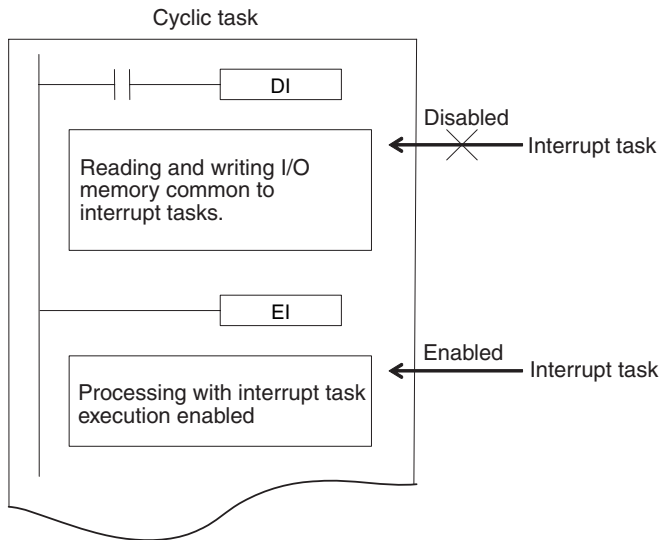 Cyclic task
DI
Disabled
Interrupt task
Reading and writing I/O
memory common to
interrupt tasks.
EI
Enabled
Interrupt task
Processing with interrupt task
execution enabled